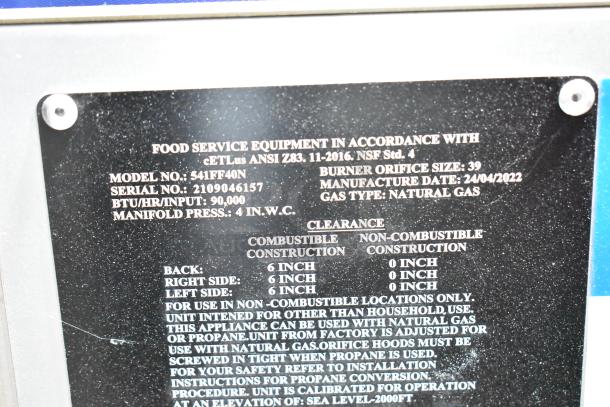 FOOD SERVICE EQUIPMENT IN ACCORDANCE WITH
cETLus ANSI Z83. 11-2016. NSF Std. 4
MODEL NO.: 541FF40N
BURNER ORIFICE SIZE: 39
SERIAL NO.: 2109046157
MANUFACTURE DATE: 24/04/2022
BTU/HR/INPUT: 90,000
GAS TYPE: NATURAL GAS
MANIFOLD PRESS.: 4 IN.W.C.
CLEARANCE
COMBUSTIBLE NON-COMBUSTIBLE
CONSTRUCTION CONSTRUCTION
BACK: 6 INCH 0 INCH
RIGHT SIDE: 6 INCH 0 INCH
LEFT SIDE: 6 INCH 0 INCH
FOR USE IN NON -COMBUSTIBLE LOCATIONS ONLY.
UNIT INTENED FOR OTHER THAN HOUSEHOLD, USE.
THIS APPLIANCE CAN BE USED WITH NATURAL GAS
OR PROPANE.UNIT FROM FACTORY IS ADJUSTED FOR
USE WITH NATURAL GAS.ORIFICE HOODS MUST BE
SCREWED IN TIGHT WHEN PROPANE IS USED.
FOR YOUR SAFETY REFER TO INSTALLATION
INSTRUCTIONS FOR PROPANE CONVERSION.
PROCEDURE. UNIT IS CALIBRATED FOR OPERATION
AT AN ELEVATION OF: SEA LEVEL-2000FT